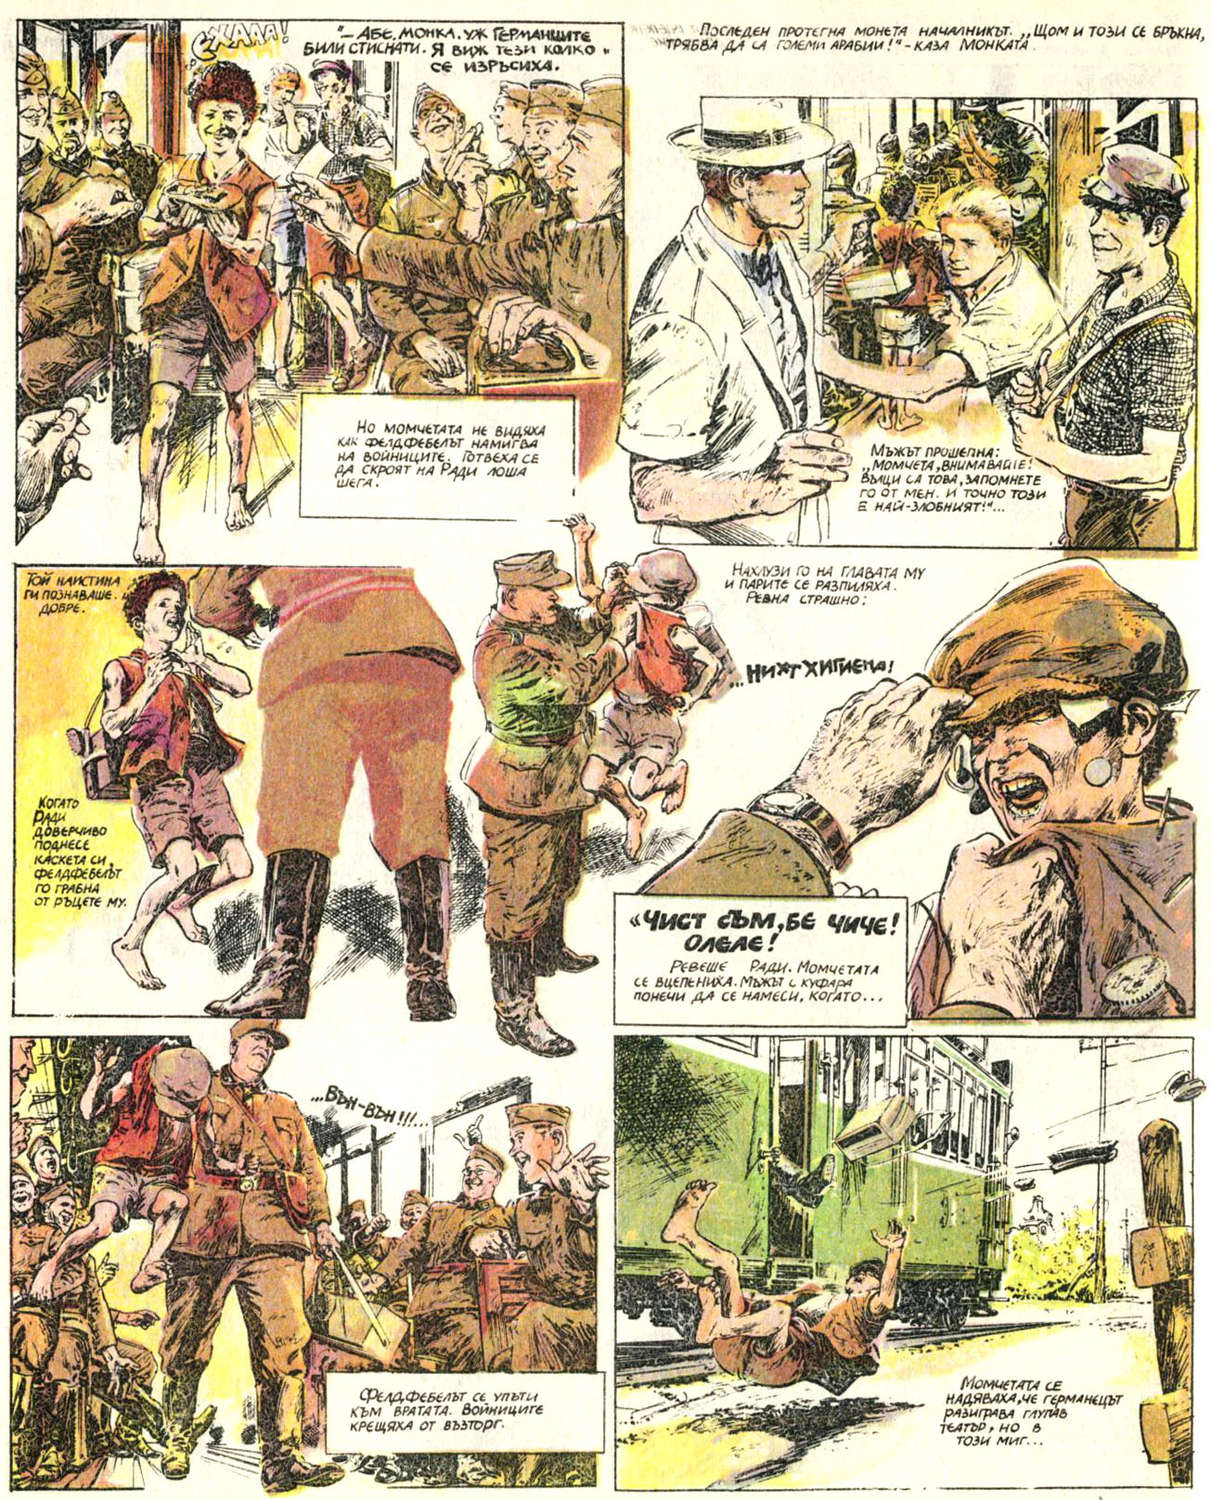 ЕХАЛА!
"– АБЕ, МОНКА. УЖ ГЕРМАНЦИТЕ
БИЛИ СТИСНАТИ. Я ВИЖ ТЕЗИ КОЛКО
СЕ ИЗРЪСИХА.
НО МОМЧЕТАТА НЕ ВИДЯХА
КАК ФЕЛДФЕБЕЛЪТ НАМИГВА
НА ВОЙНИЦИТЕ. ГОТВЕХА СЕ
ДА СКРОЯТ НА РАДИ ЛОША
ШЕГА.
ПОСЛЕДЕН ПРОТЕГНА МОНЕТА НАЧАЛНИКЪТ. „ЩОМ И ТОЗИ СЕ БРЪКНА,
ТРЯБВА ДА СА ГОЛЕМИ АРАБИИ!“ – КАЗА МОНКАТА.
МЪЖЪТ ПРОШЕПНА:
„МОМЧЕТА, ВНИМАВАЙТЕ!
ВЪЛЦИ СА ТОВА, ЗАПОМНЕТЕ
ГО ОТ МЕН. И ТОЧНО ТОЗИ
Е НАЙ-ЗЛОБНИЯТ!“...
ТОЙ НАИСТИНА
ГИ ПОЗНАВАШЕ. И
ДОБРЕ.
КОГАТО
РАДИ
ДОВЕРЧИВО
ПОДНЕСЕ
КАСКЕТА СИ,
ФЕЛДФЕБЕЛЪТ
ГО ГРАБНА
ОТ РЪЦЕТЕ МУ.
НАХЛУЗИ ГО НА ГЛАВАТА МУ
И ПАРИТЕ СЕ РАЗПИЛЯХА.
РЕВНА СТРАШНО:
...НИХТ ХИГИЕНА!
«ЧИСТ СЪМ, БЕ ЧИЧЕ!
ОЛЕЛЕ!
РЕВЕШЕ РАДИ. МОМЧЕТАТА
СЕ ВЦЕПЕНИХА. МЪЖЪТ С КУФАРА
ПОНЕЧИ ДА СЕ НАМЕСИ, КОГАТО...
...ВЪН-ВЪН!!!...
ФЕЛДФЕБЕЛЪТ СЕ УПЪТИ
КЪМ ВРАТАТА. ВОЙНИЦИТЕ
КРЕЩЯХА ОТ ВЪЗТОРГ.
МОМЧЕТАТА СЕ
НАДЯВАХА, ЧЕ ГЕРМАНЕЦЪТ
РАЗИГРАВА ГЛУПАВ
ТЕАТЪР, НО В
ТОЗИ МИГ...